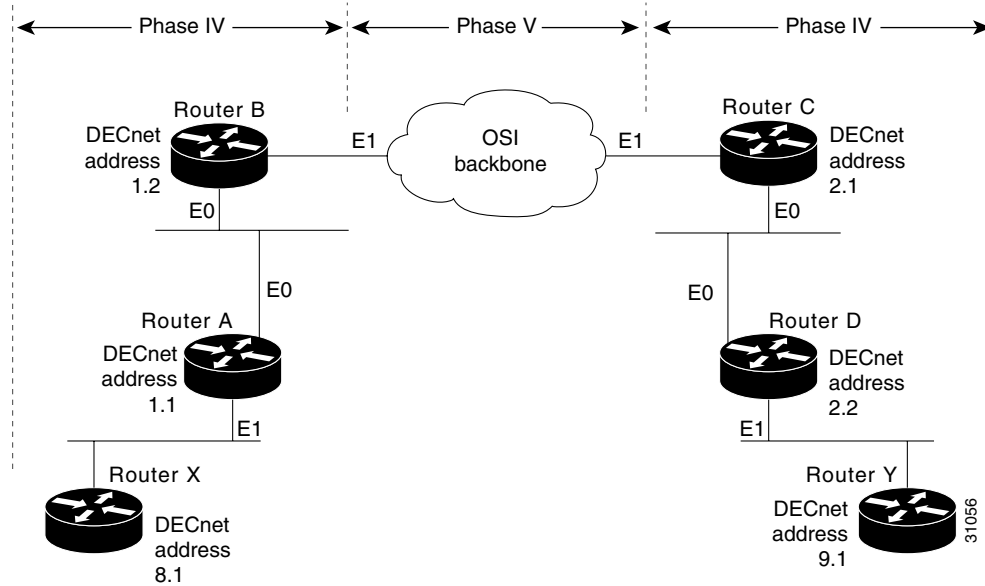 Phase IV
Phase V
Phase IV
Router B
DECnet
address
1.2
E1
OSI
backbone
E1
Router C
DECnet
address
2.1
E0
E0
E0
E0
Router A
DECnet
address
1.1
E1
Router D
DECnet
address
2.2
E1
Router X
DECnet
address
8.1
Router Y
DECnet
address
9.1
31056